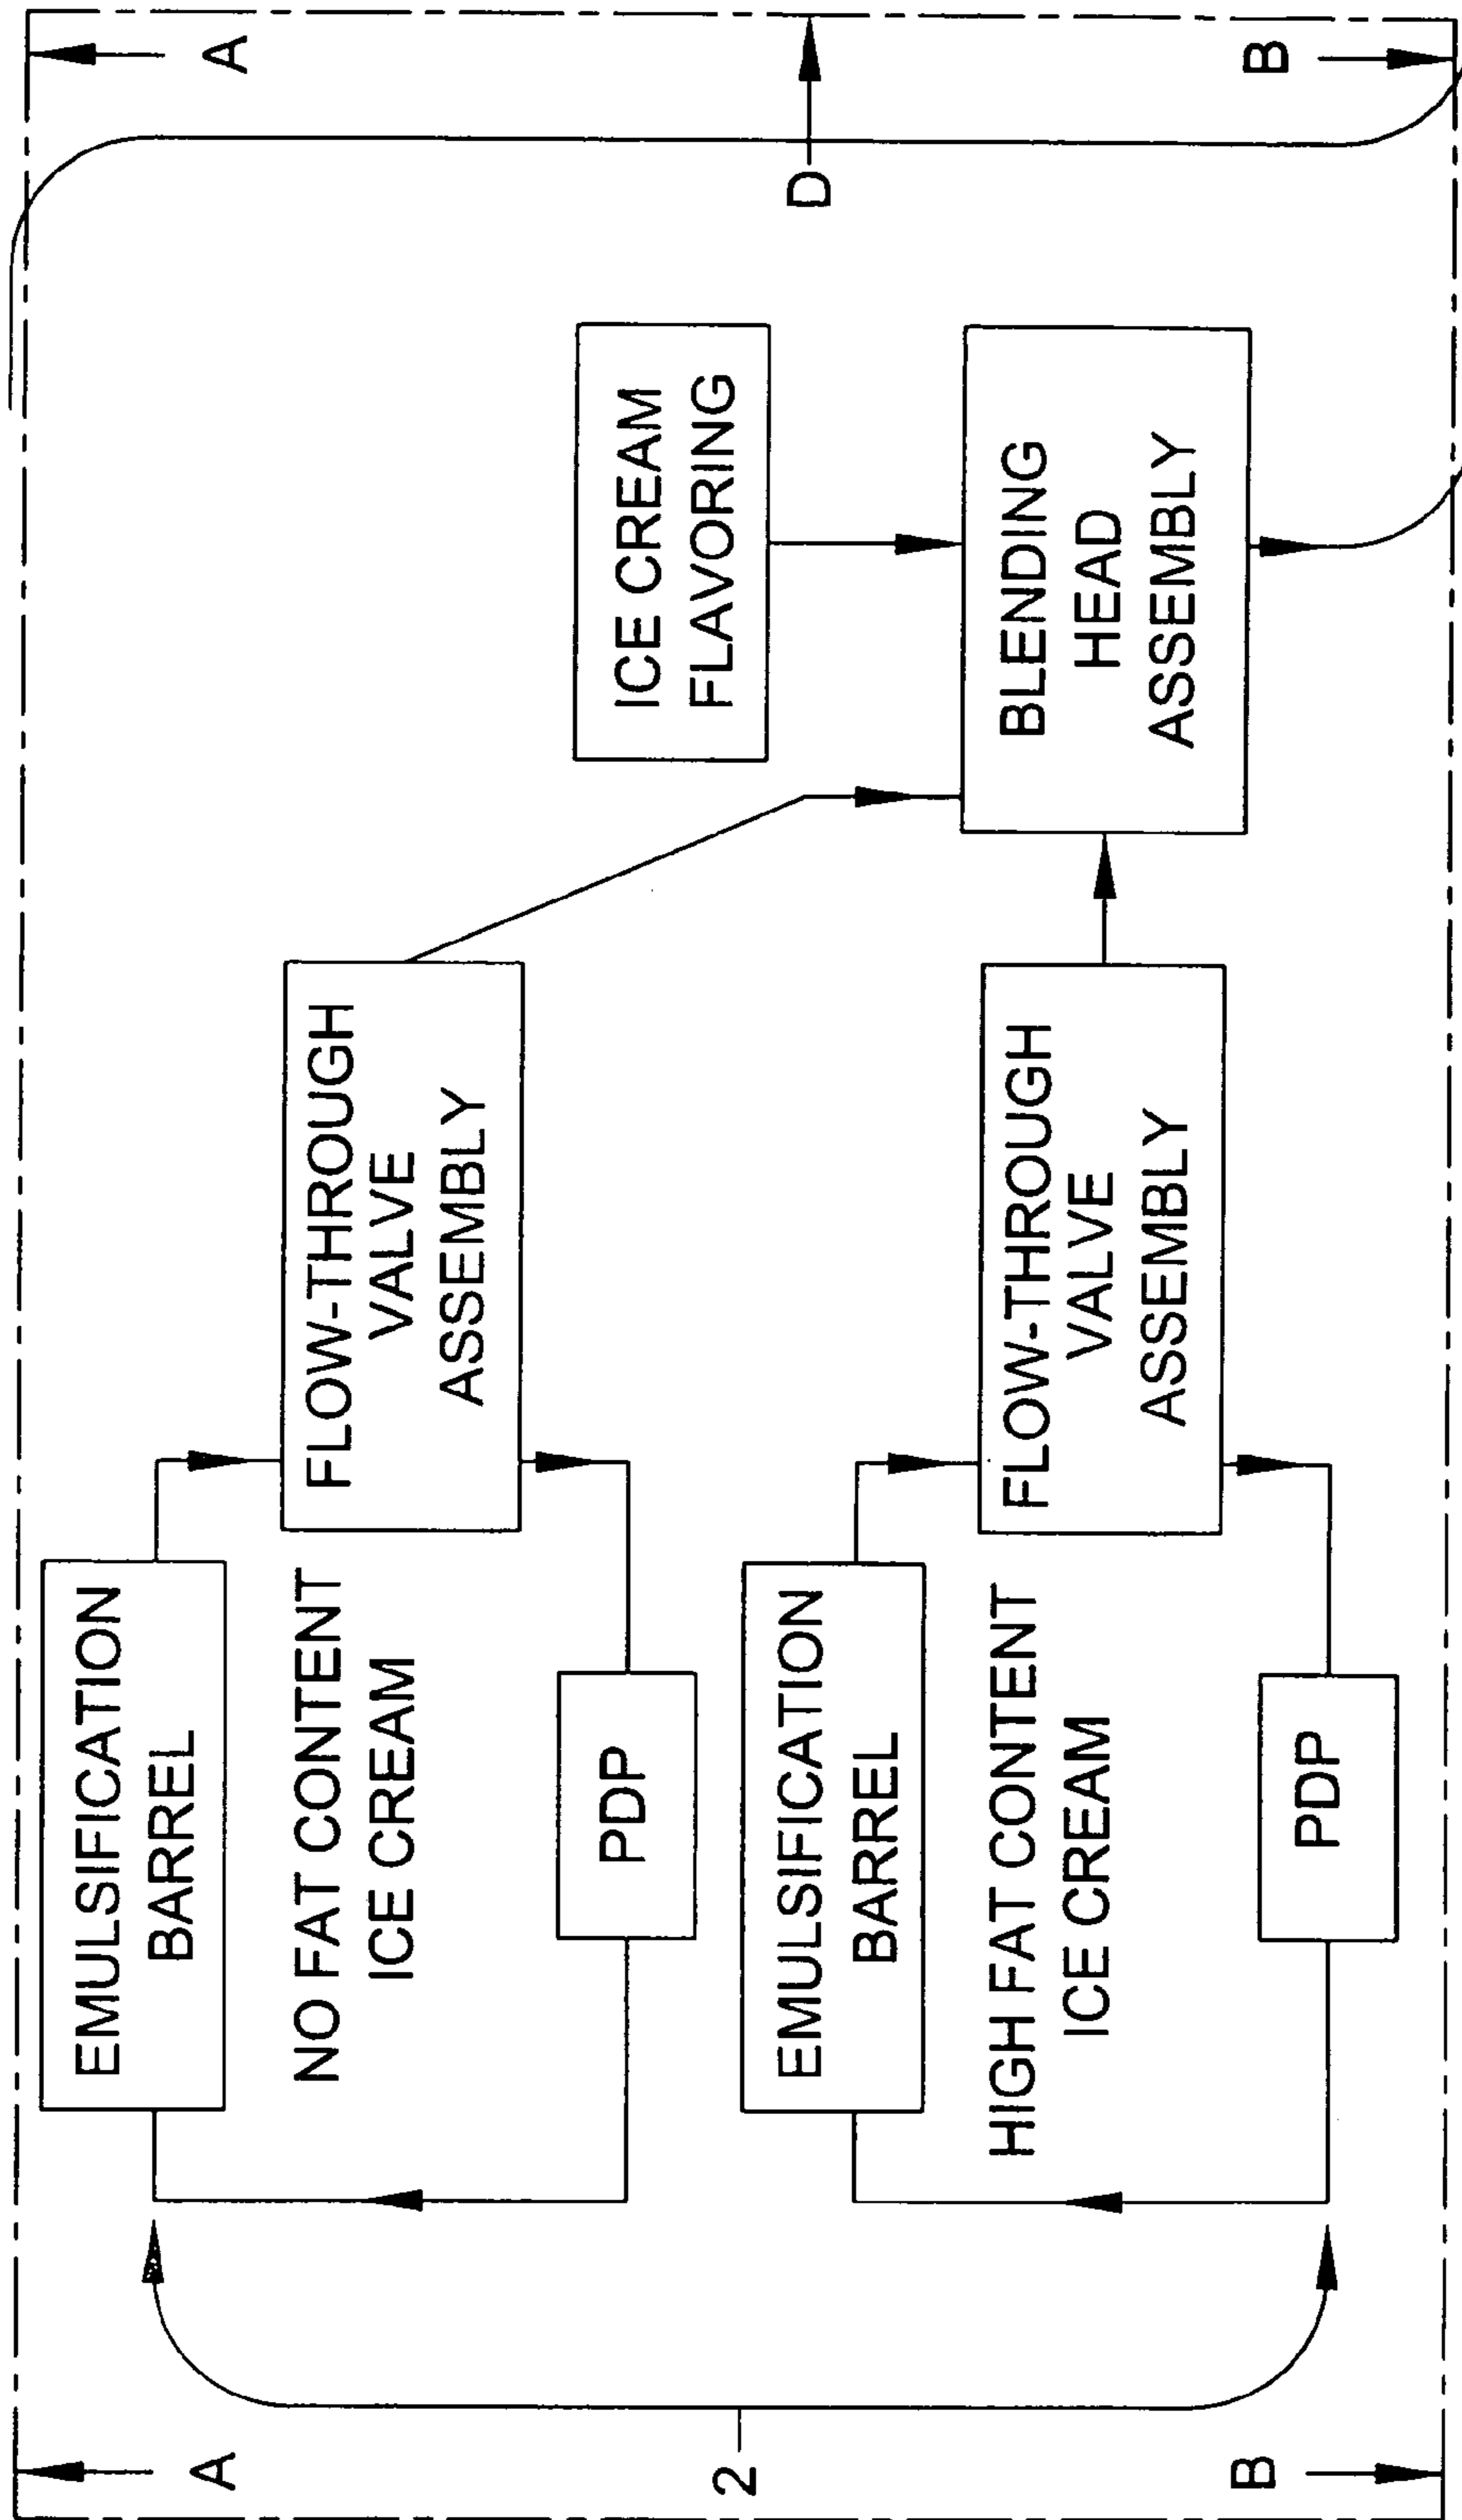 A
A
EMULSIFICATION
BARREL
NO FAT CONTENT
ICE CREAM
FLOW-THROUGH
VALVE
ASSEMBLY
PDP
ICE CREAM
FLAVORING
2
D
EMULSIFICATION
BARREL
HIGH FAT CONTENT
ICE CREAM
FLOW-THROUGH
VALVE
ASSEMBLY
BLENDING
HEAD
ASSEMBLY
PDP
B
B